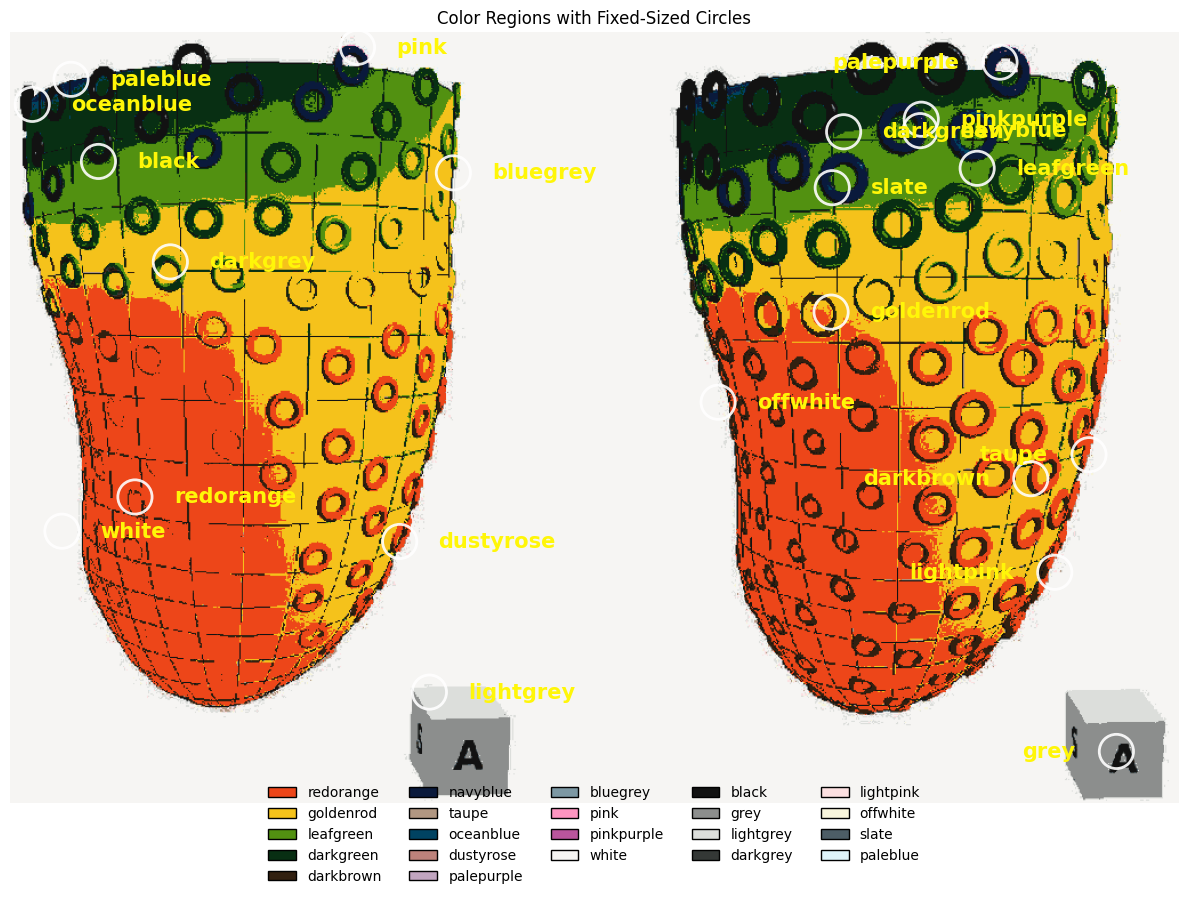 Color Regions with Fixed-Sized Circles
pink
palepurple
paleblue
oceanblue
pinkpurple
darkgreen
navyblue
black
bluegrey
leafgreen
slate
darkgrey
goldenrod
offwhite
taupe
darkbrown
redorange
white
dustyrose
lightpink
lightgrey
grey
S
A
S
A
redorange
goldenrod
leafgreen
darkgreen
darkbrown
navyblue
taupe
oceanblue
dustyrose
palepurple
bluegrey
pink
pinkpurple
white
black
grey
lightgrey
darkgrey
lightpink
offwhite
slate
paleblue